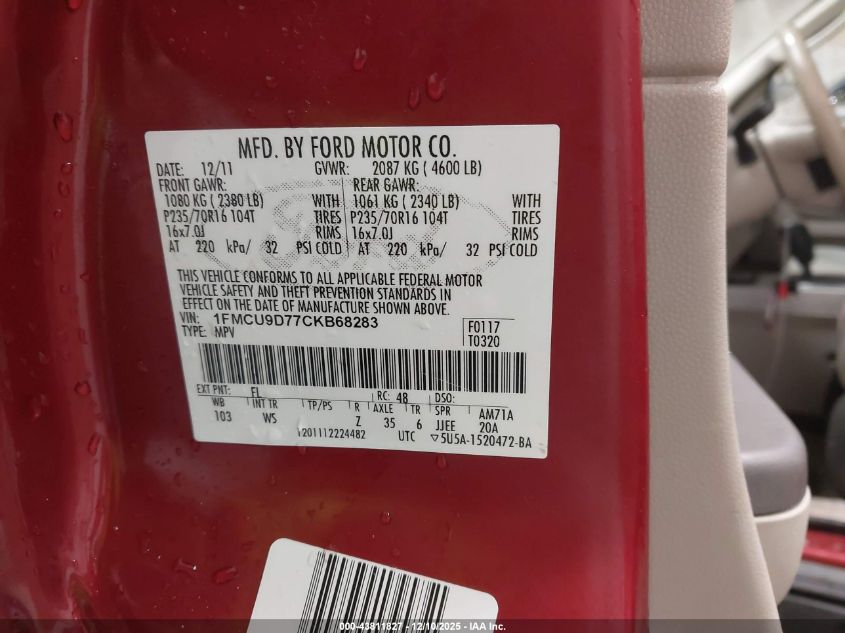 MFD. BY FORD MOTOR CO.
DATE: 12/11 GVWR: 2087 KG ( 4600 LB)
FRONT GAWR: REAR GAWR:
1080 KG ( 2380 LB) WITH 1061 KG ( 2340 LB) WITH
P235/70R16 104T TIRES P235/70R16 104T TIRES
16x7.0J RIMS 16x7.0J RIMS
AT 220 kPa/ 32 PSI COLD AT 220 kPa/ 32 PSI COLD
THIS VEHICLE CONFORMS TO ALL APPLICABLE FEDERAL MOTOR
VEHICLE SAFETY AND THEFT PREVENTION STANDARDS IN
EFFECT ON THE DATE OF MANUFACTURE SHOWN ABOVE.
VIN: 1FMCU9D77CKB68283 F0117
TYPE: MPV T0320
EXT PNT: FL RC: 48 DSO:
WB INT TR TP/PS R AXLE TR SPR AM71A
103 WS Z 35 6 JJEE 20A
1201112224482 UTC ▽5U5A-1520472-BA
000-43811827 - 12/10/2025 - IAA Inc.